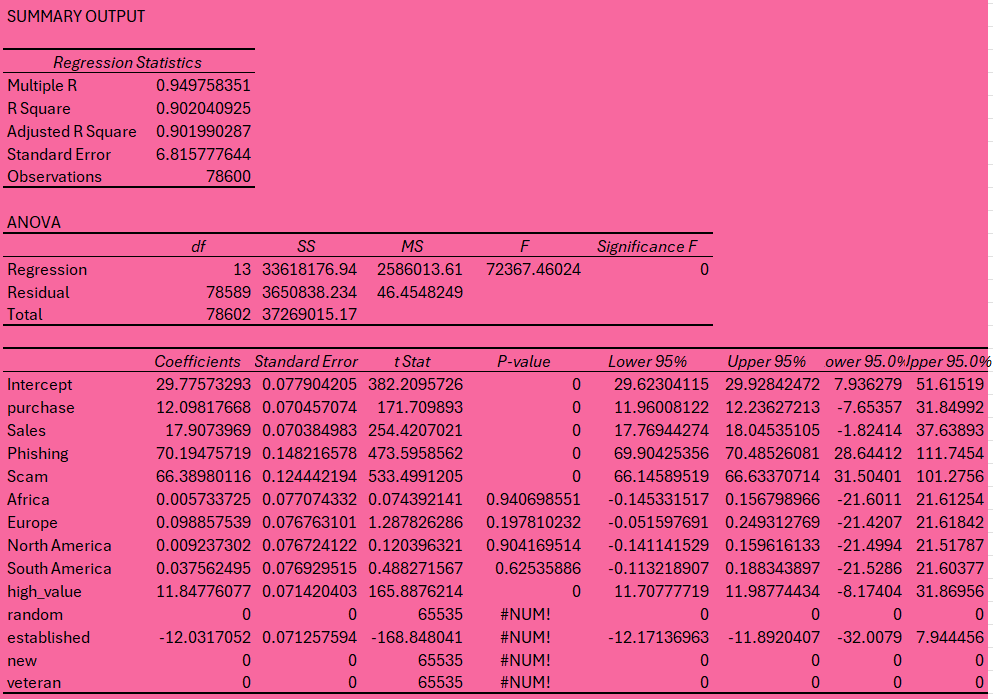 SUMMARY OUTPUT
Regression Statistics
Multiple R 0.949758351
R Square 0.902040925
Adjusted R Square 0.901990287
Standard Error 6.815777644
Observations 78600
ANOVA
df SS MS F Significance F
Regression 13 33618176.94 2586013.61 72367.46024 0
Residual 78589 3650838.234 46.4548249
Total 78602 37269015.17
Coefficients Standard Error t Stat P-value Lower 95% Upper 95% ower 95.0% Upper 95.0%
Intercept 29.77573293 0.077904205 382.2095726 0 29.62304115 29.92842472 7.936279 51.61519
purchase 12.09817668 0.070457074 171.709893 0 11.96008122 12.23627213 -7.65357 31.84992
Sales 17.9073969 0.070384983 254.4207021 0 17.76944274 18.04535105 -1.82414 37.63893
Phishing 70.19475719 0.148216578 473.5958562 0 69.90425356 70.48526081 28.64412 111.7454
Scam 66.38980116 0.124442194 533.4991205 0 66.14589519 66.63370714 31.50401 101.2756
Africa 0.005733725 0.077074332 0.074392141 0.940698551 -0.145331517 0.156798966 -21.6011 21.61254
Europe 0.098857539 0.076763101 1.287826286 0.197810232 -0.051597691 0.249312769 -21.4207 21.61842
North America 0.009237302 0.076724122 0.120396321 0.904169514 -0.141141529 0.159616133 -21.4994 21.51787
South America 0.037562495 0.076929515 0.488271567 0.62535886 -0.113218907 0.188343897 -21.5286 21.60377
high_value 11.84776077 0.071420403 165.8876214 0 11.70777719 11.98774434 -8.17404 31.86956
random 0 0 65535 #NUM! 0 0 0 0
established -12.0317052 0.071257594 -168.848041 #NUM! -12.17136963 -11.8920407 -32.0079 7.944456
new 0 0 65535 #NUM! 0 0 0 0
veteran 0 0 65535 #NUM! 0 0 0 0